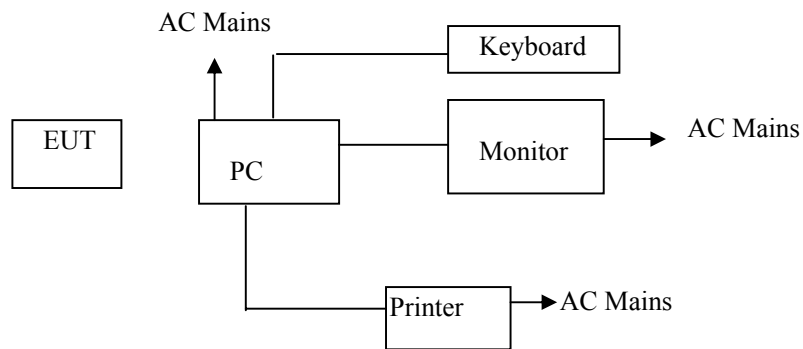 AC Mains
Keyboard
EUT
PC
Monitor
AC Mains
Printer
AC Mains